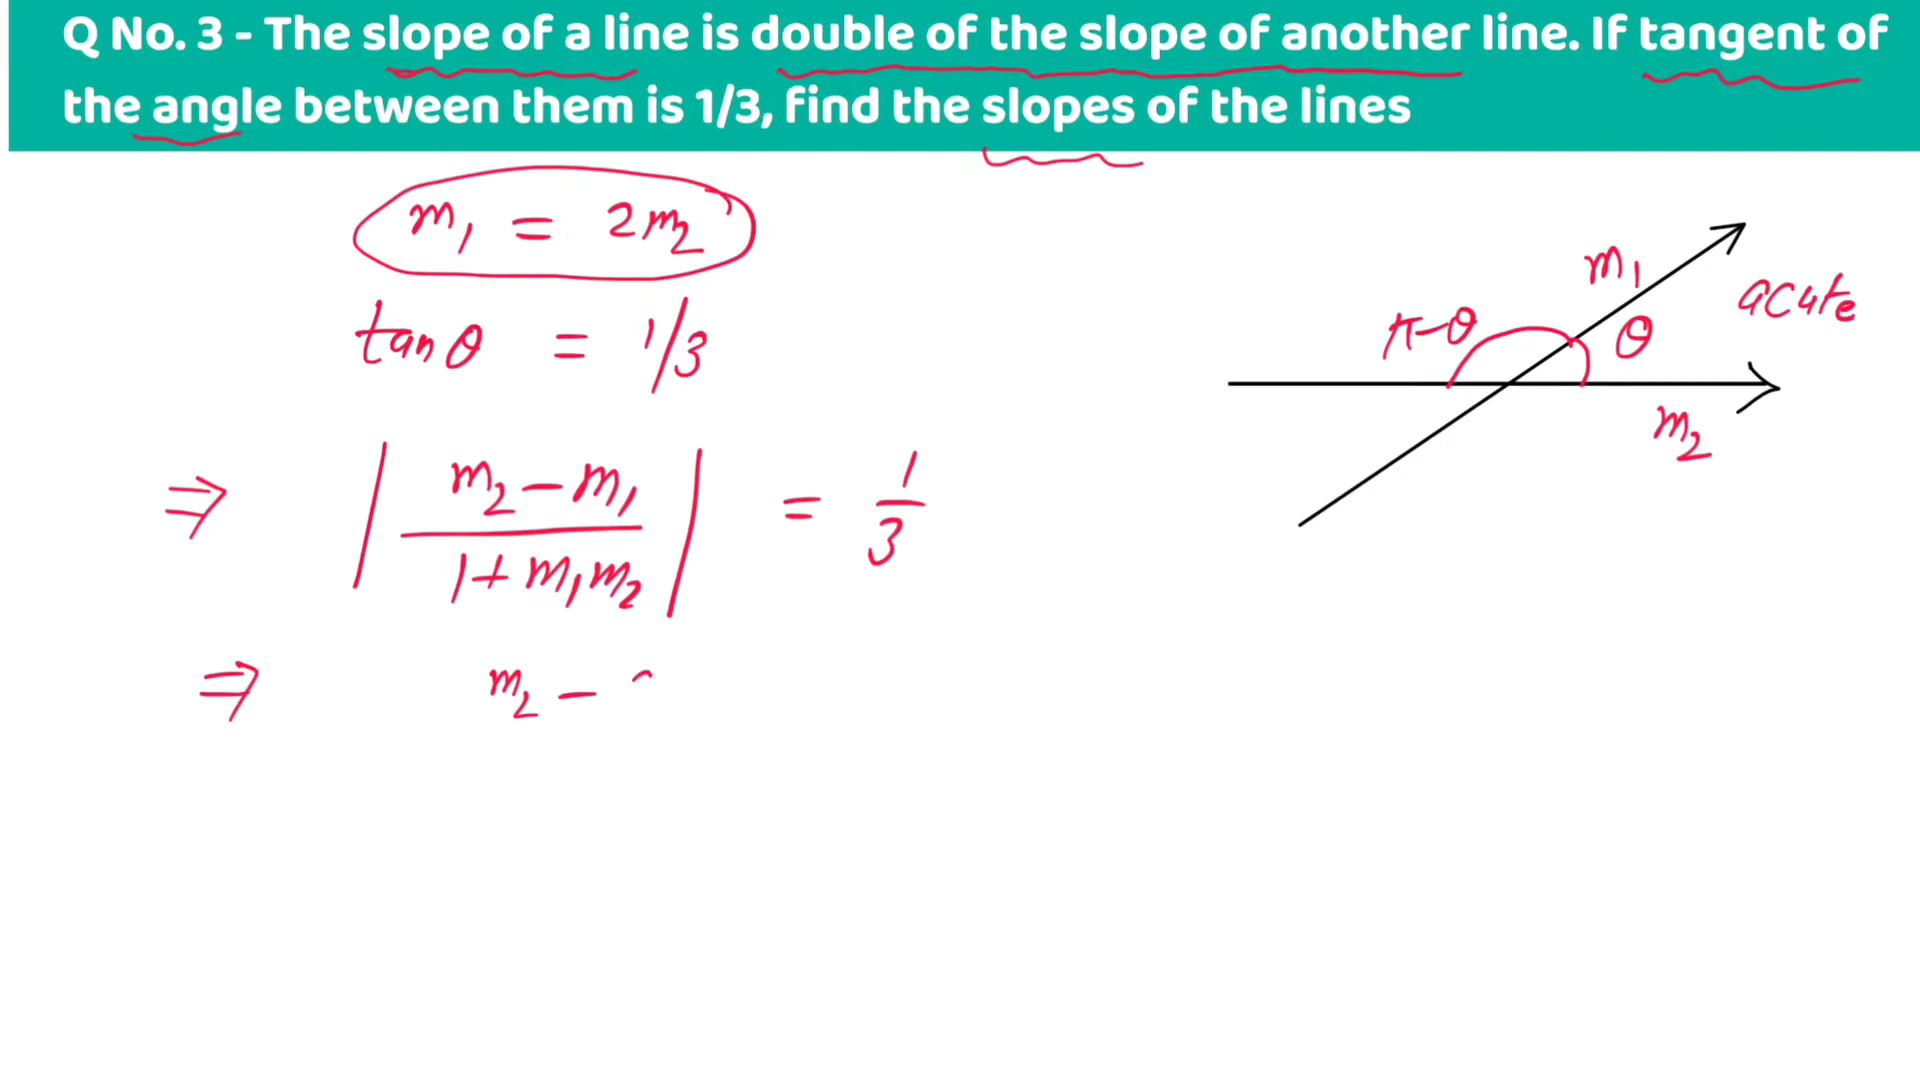 Q No. 3 - The slope of a line is double of the slope of another line. If tangent of
the angle between them is 1/3, find the slopes of the lines
m₁ = 2m₂
tan θ = 1/3
⇒ | (m₂ - m₁) / (1 + m₁m₂) | = 1/3
⇒ m₂ -
m₁
acute
π-θ
θ
m₂